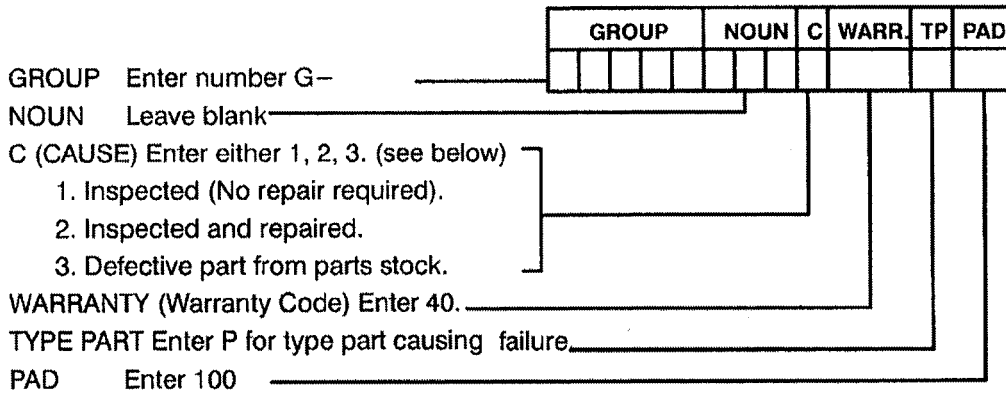 GROUP NOUN C WARR. TP PAD
GROUP Enter number G–
NOUN Leave blank
C (CAUSE) Enter either 1, 2, 3. (see below)
1. Inspected (No repair required).
2. Inspected and repaired.
3. Defective part from parts stock.
WARRANTY (Warranty Code) Enter 40.
TYPE PART Enter P for type part causing failure
PAD Enter 100